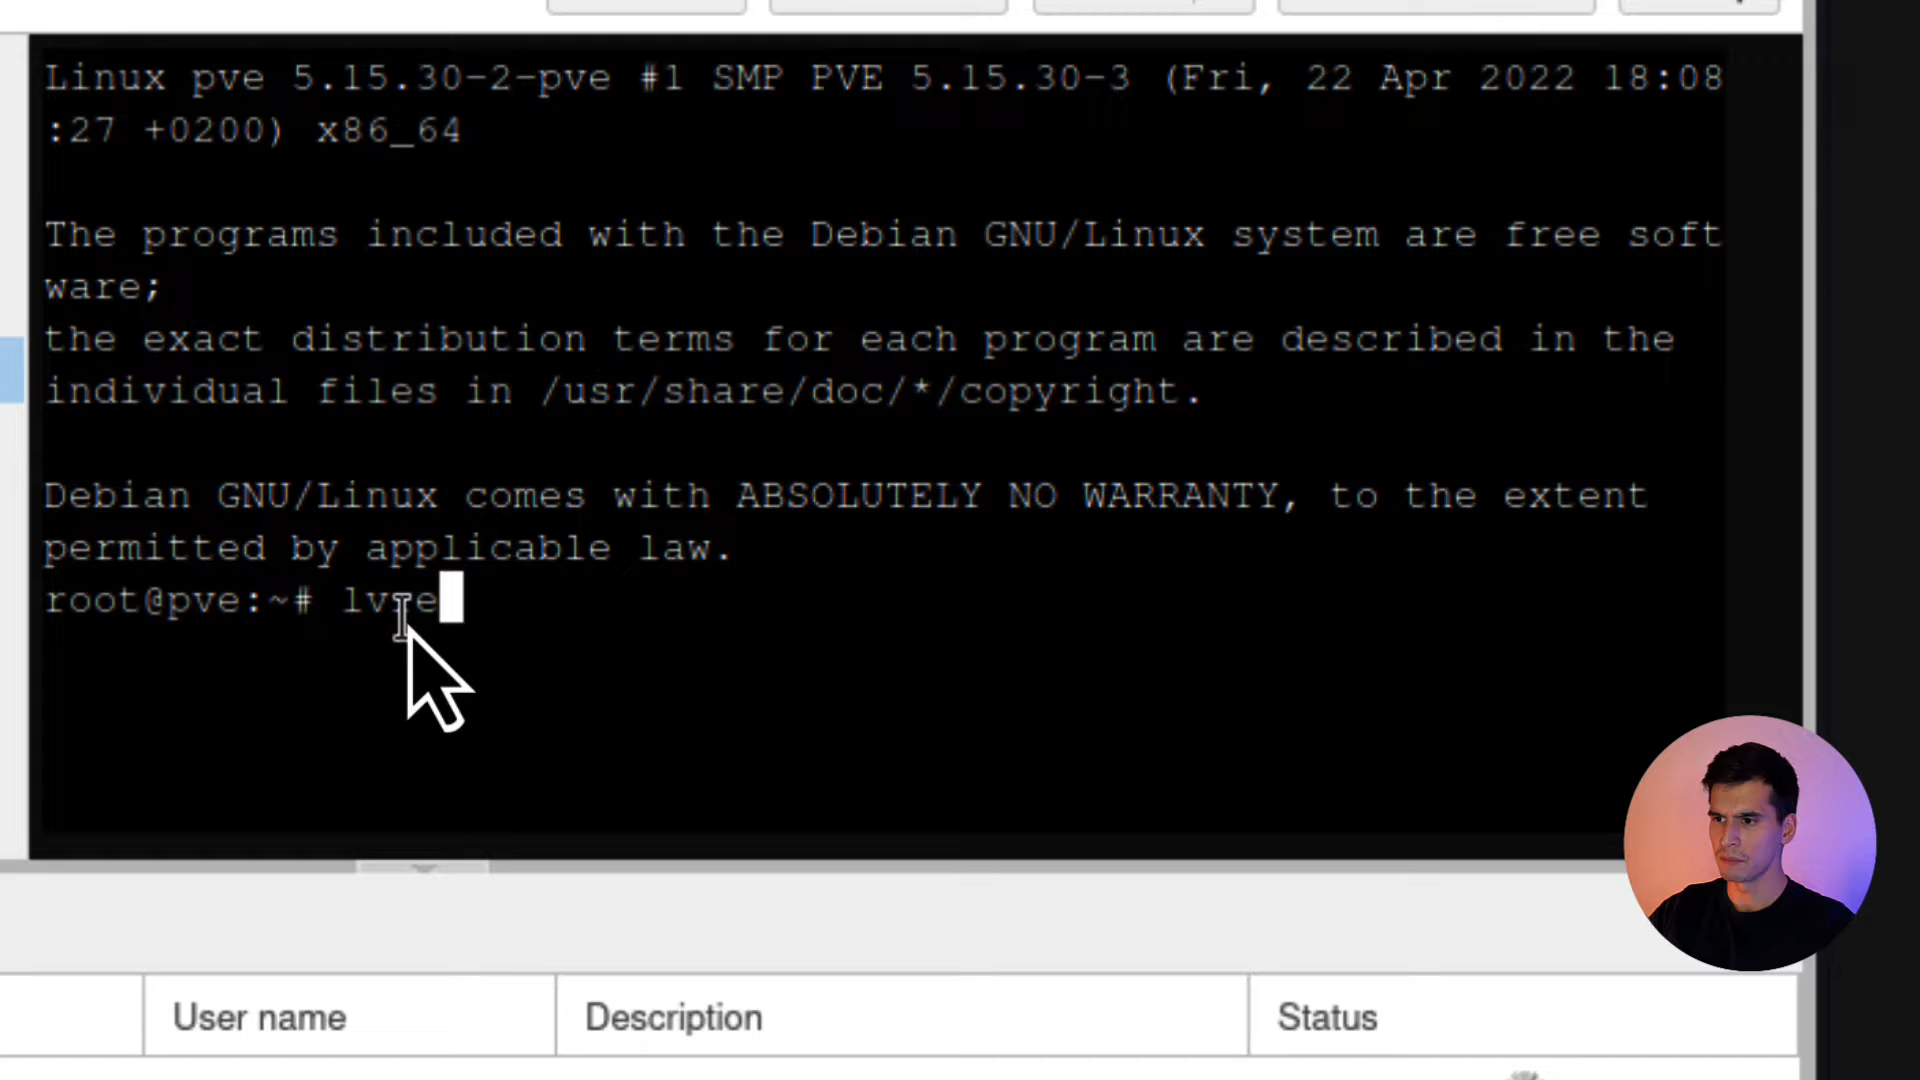 Linux pve 5.15.30-2-pve #1 SMP PVE 5.15.30-3 (Fri, 22 Apr 2022 18:08
:27 +0200) x86_64
The programs included with the Debian GNU/Linux system are free soft
ware;
the exact distribution terms for each program are described in the
individual files in /usr/share/doc/*/copyright.
Debian GNU/Linux comes with ABSOLUTELY NO WARRANTY, to the extent
permitted by applicable law.
root@pve:~# lvre
User name
Description
Status